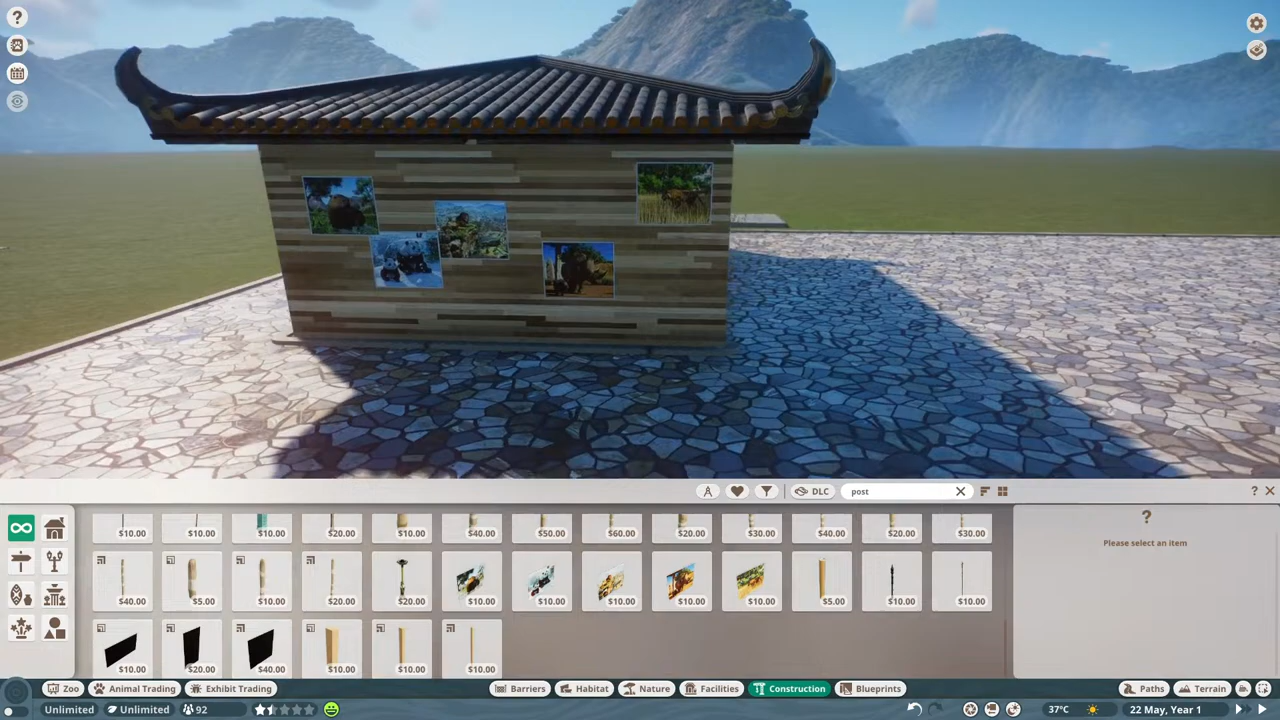 ?
DLC
post
?
$10.00 $10.00 $10.00 $20.00 $10.00 $40.00 $50.00 $60.00 $20.00 $30.00 $40.00 $20.00 $30.00
?
Please select an item
$40.00 $5.00 $10.00 $20.00 $20.00 $10.00 $10.00 $10.00 $10.00 $10.00 $5.00 $10.00 $10.00
$10.00 $20.00 $40.00 $10.00 $10.00 $10.00
Zoo Animal Trading Exhibit Trading Barriers Habitat Nature Facilities Construction Blueprints Paths Terrain
Unlimited Unlimited 92 37°C 22 May, Year 1